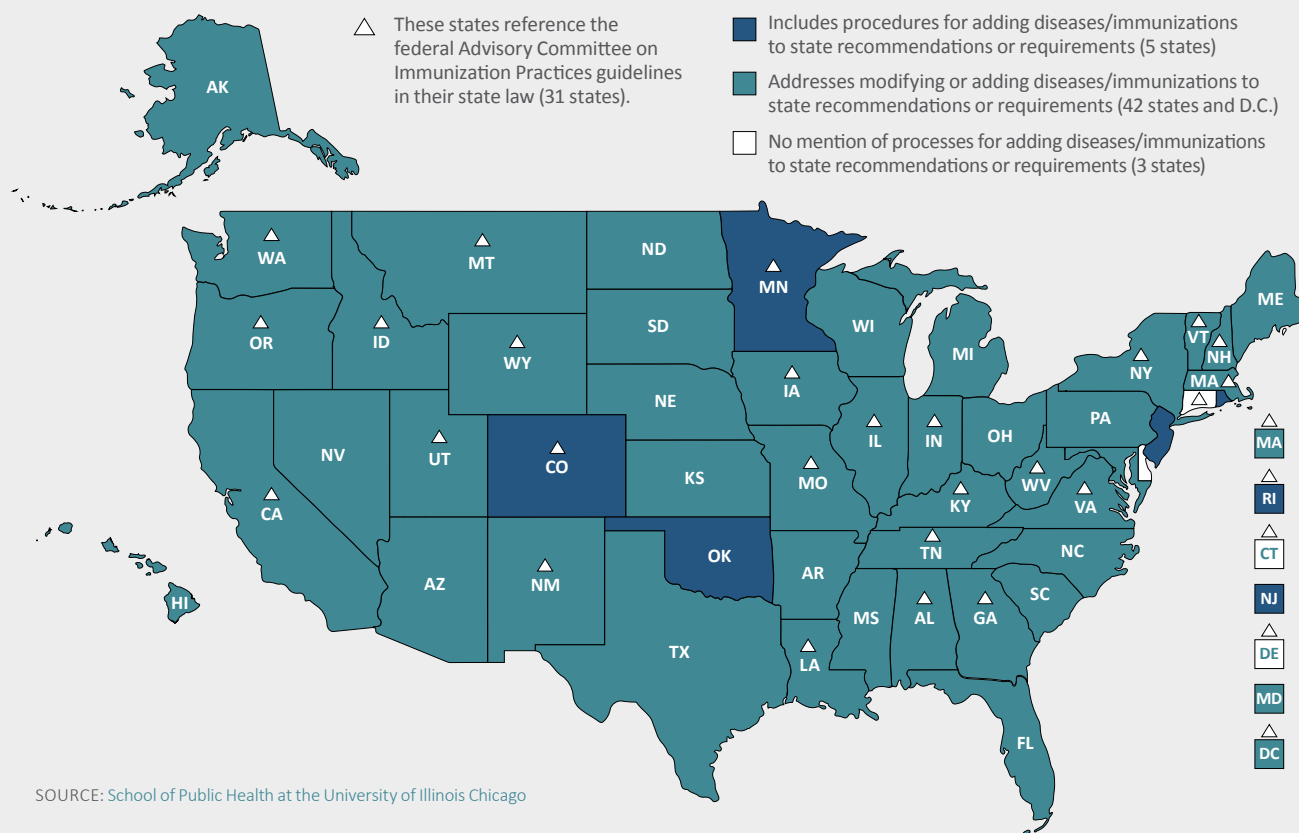 These states reference the
federal Advisory Committee on
Immunization Practices guidelines
in their state law (31 states).
Includes procedures for adding diseases/immunizations
to state recommendations or requirements (5 states)
Addresses modifying or adding diseases/immunizations to
state recommendations or requirements (42 states and D.C.)
No mention of processes for adding diseases/immunizations
to state recommendations or requirements (3 states)
AK
WA
MT
ND
MN
ME
OR
ID
WY
SD
WI
MI
VT
NH
NY
MA
NE
IA
PA
NV
UT
CO
KS
MO
IL
IN
OH
WV
VA
KY
CA
AZ
NM
OK
AR
TN
NC
SC
HI
TX
LA
MS
AL
GA
FL
MA
RI
CT
NJ
DE
MD
DC
SOURCE: School of Public Health at the University of Illinois Chicago